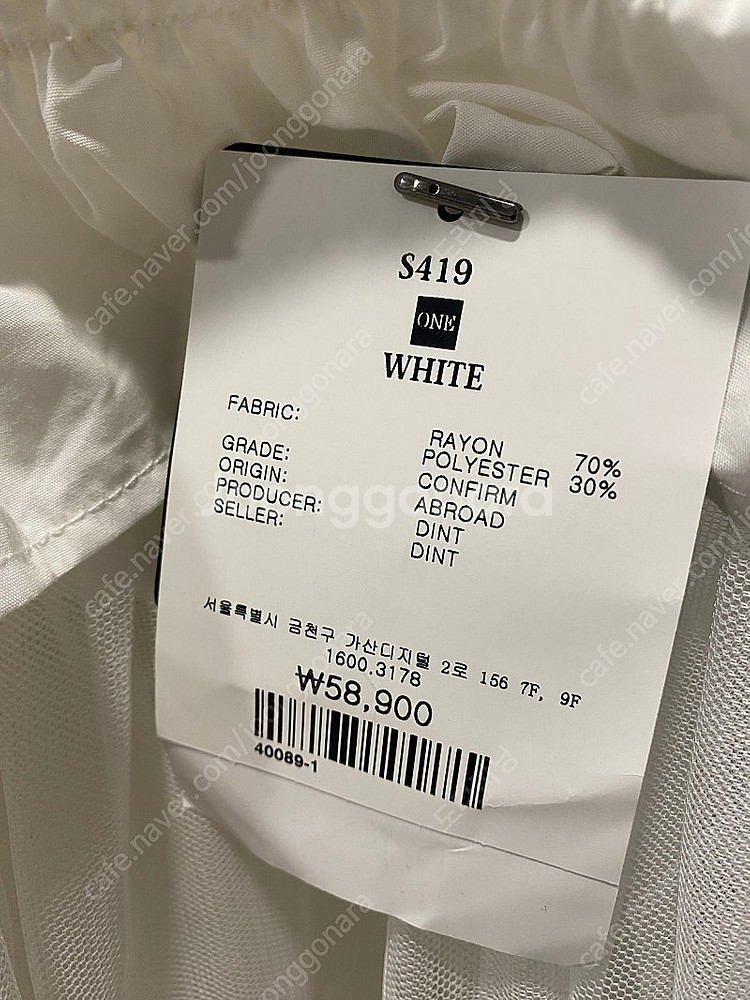 S419
ONE
WHITE
FABRIC:
RAYON 70%
POLYESTER 30%
GRADE: CONFIRM
ORIGIN: ABROAD
PRODUCER: DINT
SELLER: DINT
서울특별시 금천구 가산디지털 2로 156 7F, 9F
1600.3178
₩58,900
40089-1
cafe.naver.com/joonggonara
joonggonara